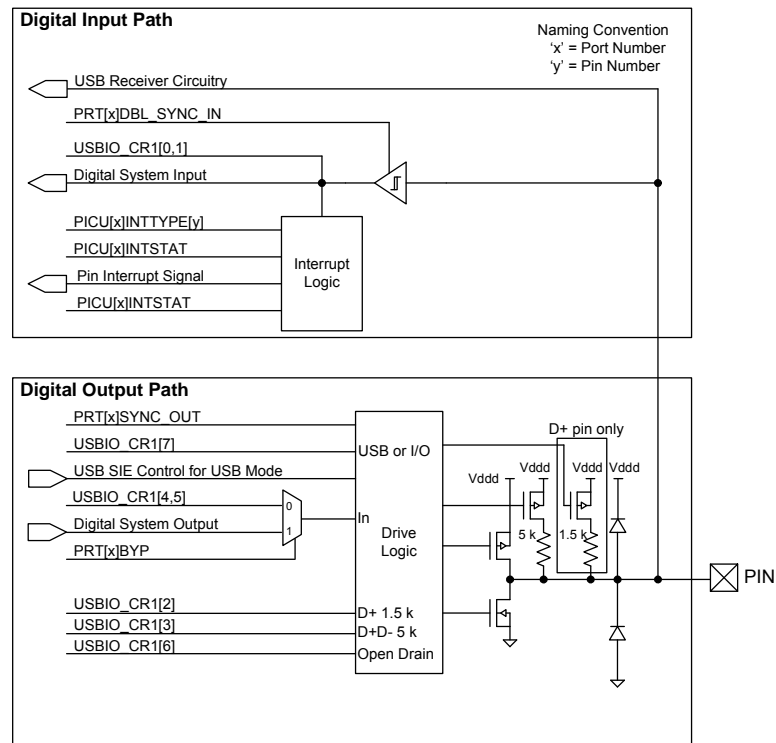 Digital Input Path
Naming Convention
'x' = Port Number
'y' = Pin Number
USB Receiver Circuitry
PRT[x]DBL_SYNC_IN
USBIO_CR1[0,1]
Digital System Input
PICU[x]INTTYPE[y]
PICU[x]INTSTAT
Pin Interrupt Signal
PICU[x]INTSTAT
Interrupt
Logic
Digital Output Path
PRT[x]SYNC_OUT
USBIO_CR1[7]
USB SIE Control for USB Mode
USBIO_CR1[4,5]
Digital System Output
PRT[x]BYP
0
1
USBIO_CR1[2]
USBIO_CR1[3]
USBIO_CR1[6]
USB or I/O
In
Drive
Logic
D+ 1.5 k
D+D- 5 k
Open Drain
D+ pin only
Vddd
Vddd
Vddd
Vddd
5 k
1.5 k
PIN